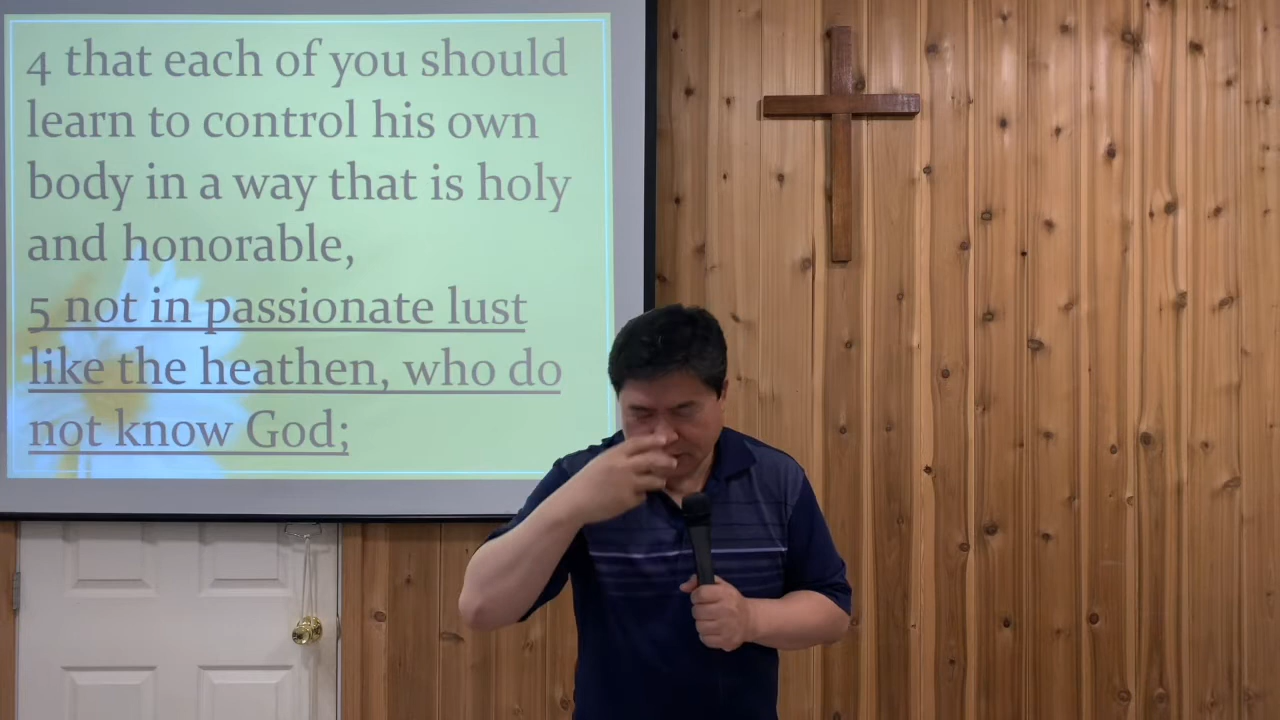 4 that each of you should
learn to control his own
body in a way that is holy
and honorable,
5 not in passionate lust
like the heathen, who do
not know God;